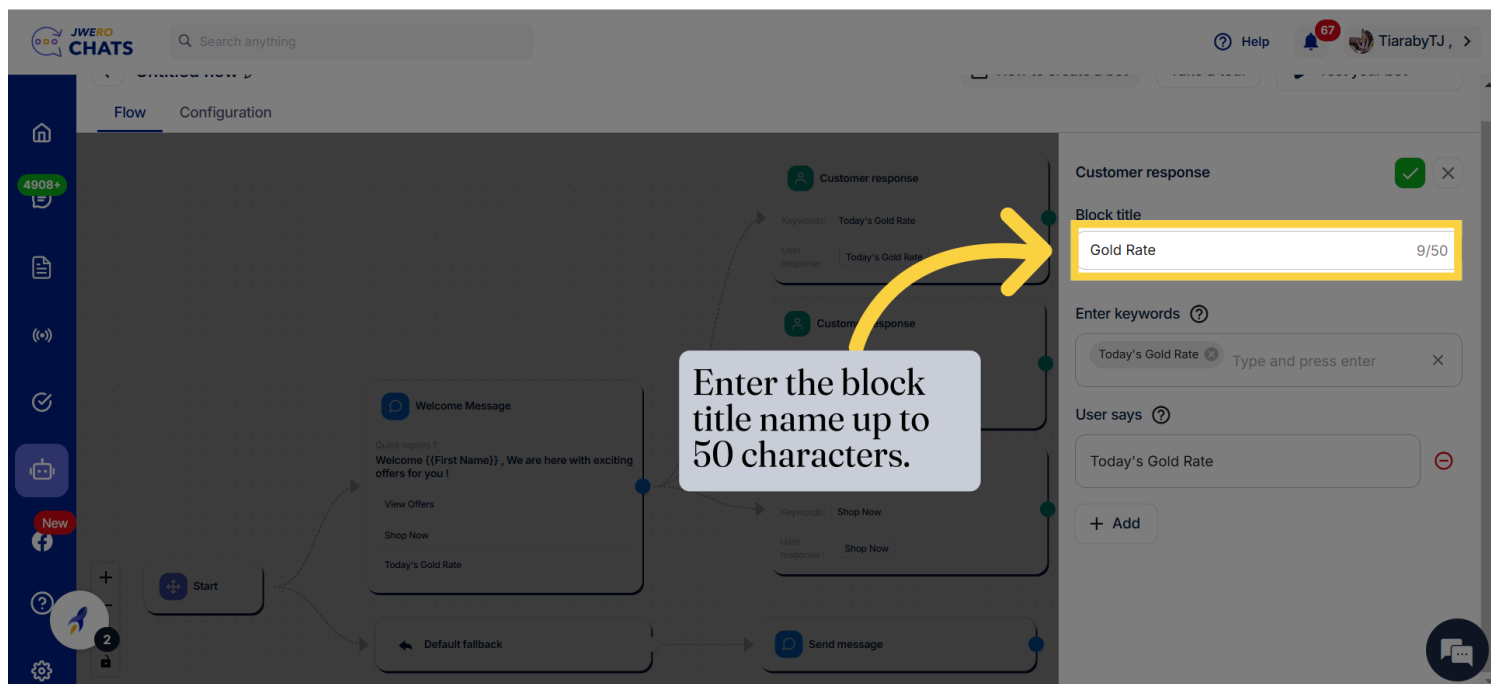 JWERO
CHATS
Search anything
Help
67
TiarabyTJ ,
Flow
Configuration
4908+
New
2
Start
Welcome Message
Quick replies 1
Welcome {{First Name}} , We are here with exciting
offers for you !
View Offers
Shop Now
Today's Gold Rate
Default fallback
Customer response
Keywords: Today's Gold Rate
User
response : Today's Gold Rate
Customer response
Keywords: Shop Now
User
response : Shop Now
Send message
Enter the block
title name up to
50 characters.
Customer response
Block title
Gold Rate
9/50
Enter keywords
Today's Gold Rate
Type and press enter
User says
Today's Gold Rate
+ Add